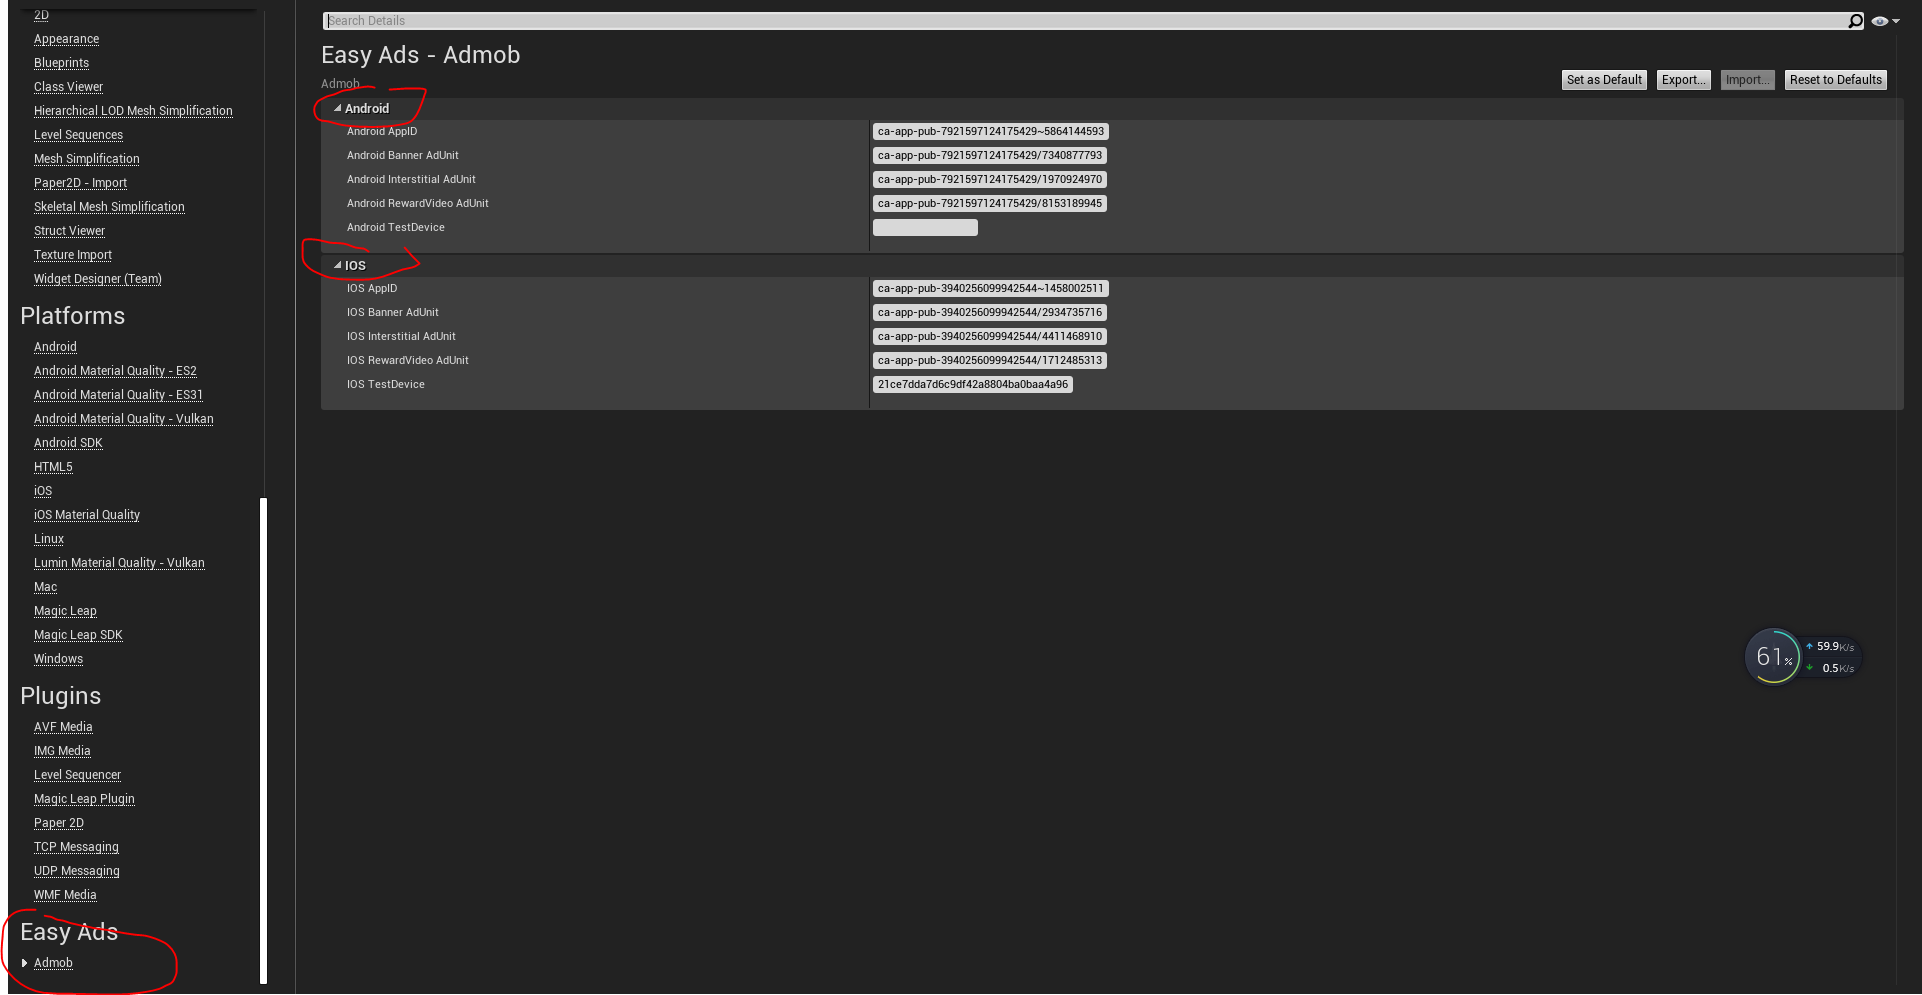 2D
Appearance
Blueprints
Class Viewer
Hierarchical LOD Mesh Simplification
Level Sequences
Mesh Simplification
Paper2D - Import
Skeletal Mesh Simplification
Struct Viewer
Texture Import
Widget Designer (Team)
Platforms
Android
Android Material Quality - ES2
Android Material Quality - ES31
Android Material Quality - Vulkan
Android SDK
HTML5
iOS
iOS Material Quality
Linux
Lumin Material Quality - Vulkan
Mac
Magic Leap
Magic Leap SDK
Windows
Plugins
AVF Media
IMG Media
Level Sequencer
Magic Leap Plugin
Paper 2D
TCP Messaging
UDP Messaging
WMF Media
Easy Ads
Admob
Search Details
Easy Ads - Admob
Admob
Set as Default Export... Import... Reset to Defaults
Android
Android AppID ca-app-pub-7921597124175429~5864144593
Android Banner AdUnit ca-app-pub-7921597124175429/7340877793
Android Interstitial AdUnit ca-app-pub-7921597124175429/1970924970
Android RewardVideo AdUnit ca-app-pub-7921597124175429/8153189945
Android TestDevice
IOS
IOS AppID ca-app-pub-3940256099942544~1458002511
IOS Banner AdUnit ca-app-pub-3940256099942544/2934735716
IOS Interstitial AdUnit ca-app-pub-3940256099942544/4411468910
IOS RewardVideo AdUnit ca-app-pub-3940256099942544/1712485313
IOS TestDevice 21ce7dda7d6c9df42a8804ba0baa4a96
61%
59.9K/s
0.5K/s